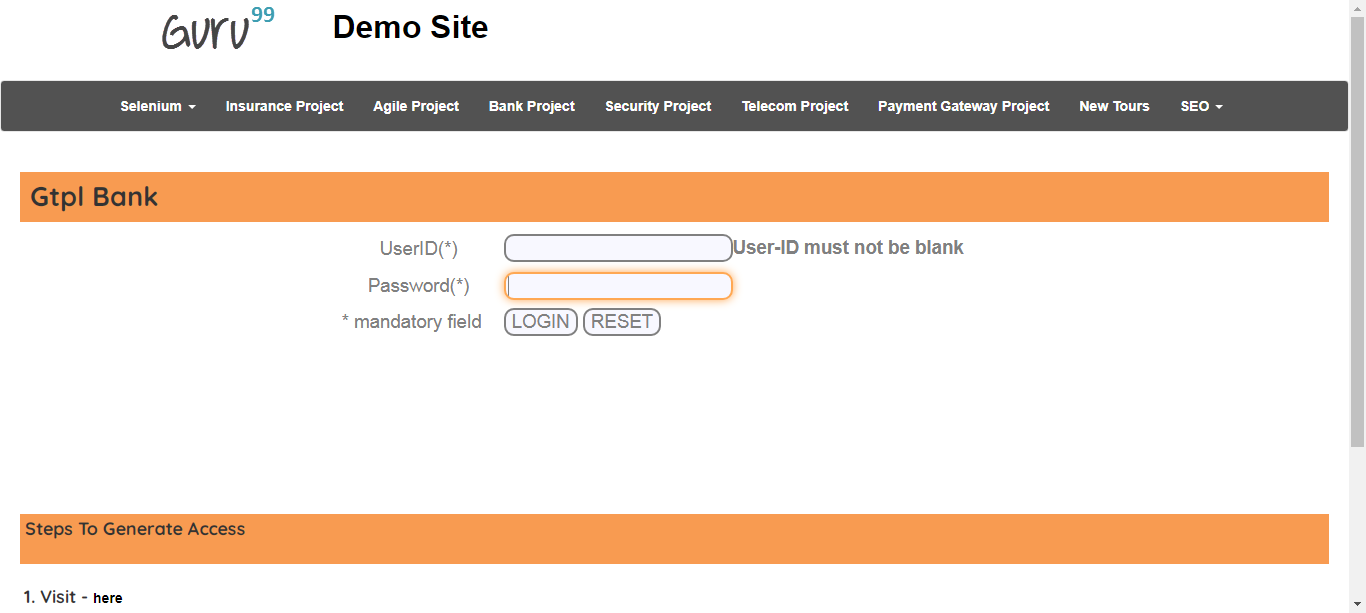 Guru99 Demo Site
Selenium Insurance Project Agile Project Bank Project Security Project Telecom Project Payment Gateway Project New Tours SEO
Gtpl Bank
UserID(*) User-ID must not be blank
Password(*)
* mandatory field LOGIN RESET
Steps To Generate Access
1. Visit - here